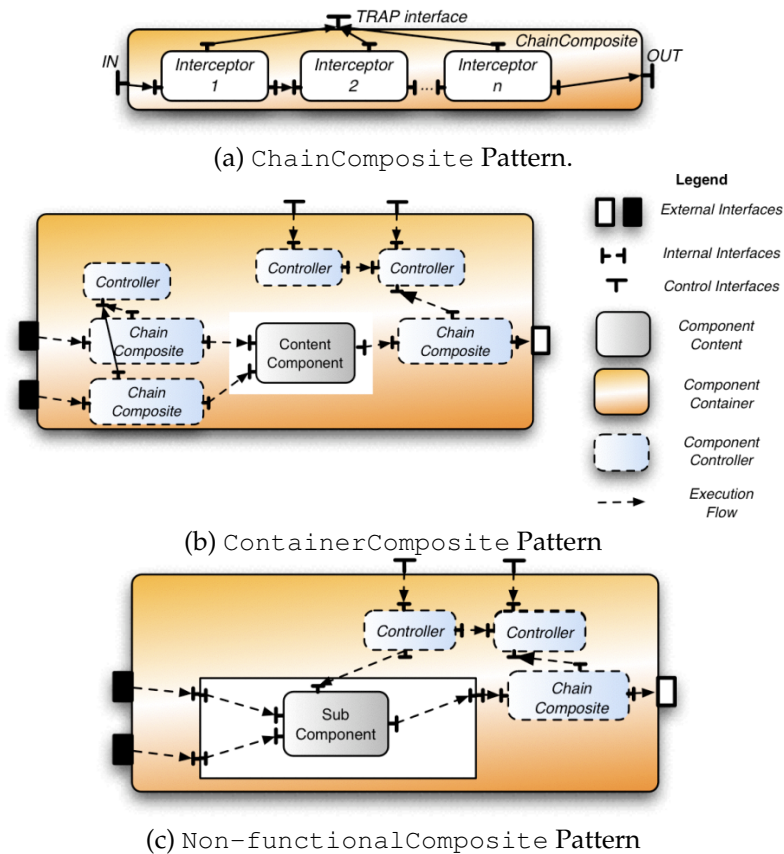 TRAP interface
ChainComposite
IN
OUT
Interceptor
1
Interceptor
2
...
Interceptor
n
(a) ChainComposite Pattern.
Legend
External Interfaces
Internal Interfaces
Control Interfaces
Component
Content
Component
Container
Component
Controller
Execution
Flow
Controller
Controller
Controller
Chain
Composite
Content
Component
Chain
Composite
Chain
Composite
(b) ContainerComposite Pattern
Controller
Controller
Chain
Composite
Sub
Component
(c) Non-functionalComposite Pattern